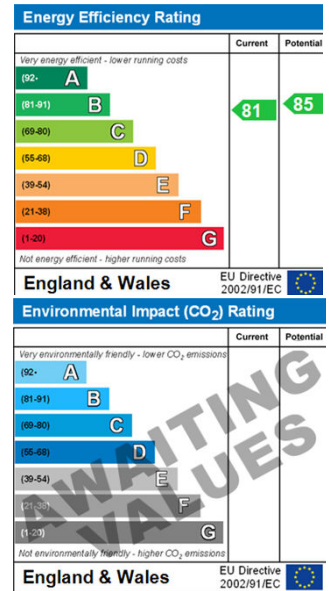 Energy Efficiency Rating
Current Potential
Very energy efficient - lower running costs
(92- A
(81-91) B
81 85
(69-80) C
(55-68) D
(39-54) E
(21-38) F
(1-20) G
Not energy efficient - higher running costs
England & Wales
EU Directive
2002/91/EC
Environmental Impact (CO₂) Rating
Current Potential
Very environmentally friendly - lower CO₂ emissions
(92- A
(81-91) B
(69-80) C
(55-68) D
(39-54) E
(21-38) F
(1-20) G
AWAITING
VALUES
Not environmentally friendly - higher CO₂ emissions
England & Wales
EU Directive
2002/91/EC